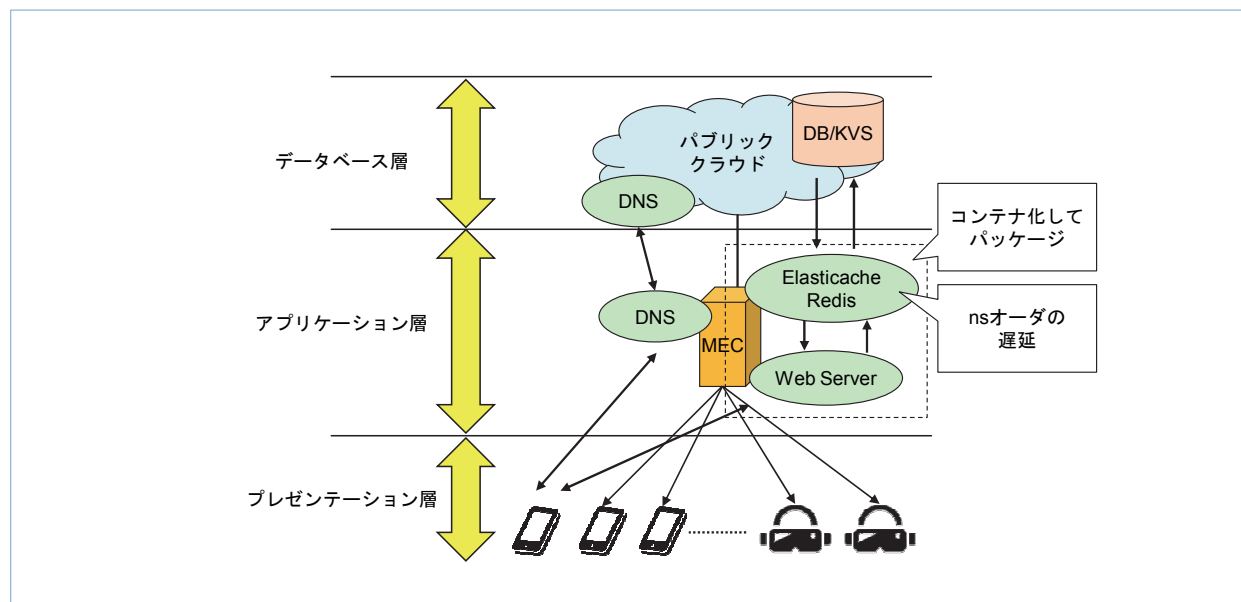 データベース層
パブリック
クラウド
DB/KVS
DNS
コンテナ化して
パッケージ
アプリケーション層
DNS
MEC
Elasticache
Redis
nsオーダの
遅延
Web Server
プレゼンテーション層